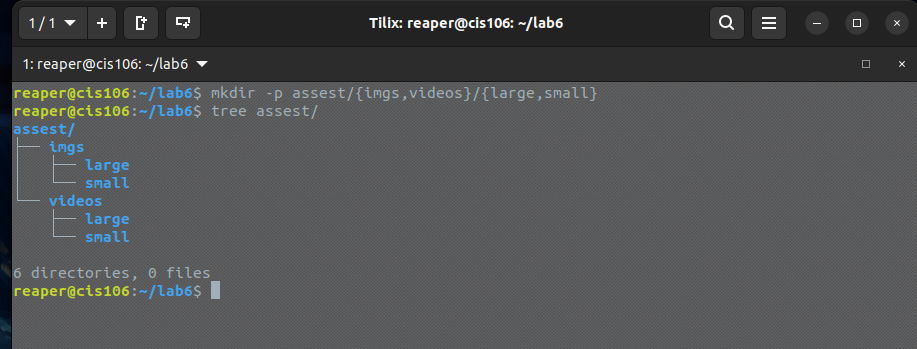 1 / 1
Tilix: reaper@cis106: ~/lab6
1: reaper@cis106: ~/lab6
reaper@cis106:~/lab6$ mkdir -p assest/{imgs,videos}/{large,small}
reaper@cis106:~/lab6$ tree assest/
assest/
├── imgs
│   ├── large
│   └── small
└── videos
    ├── large
    └── small
6 directories, 0 files
reaper@cis106:~/lab6$